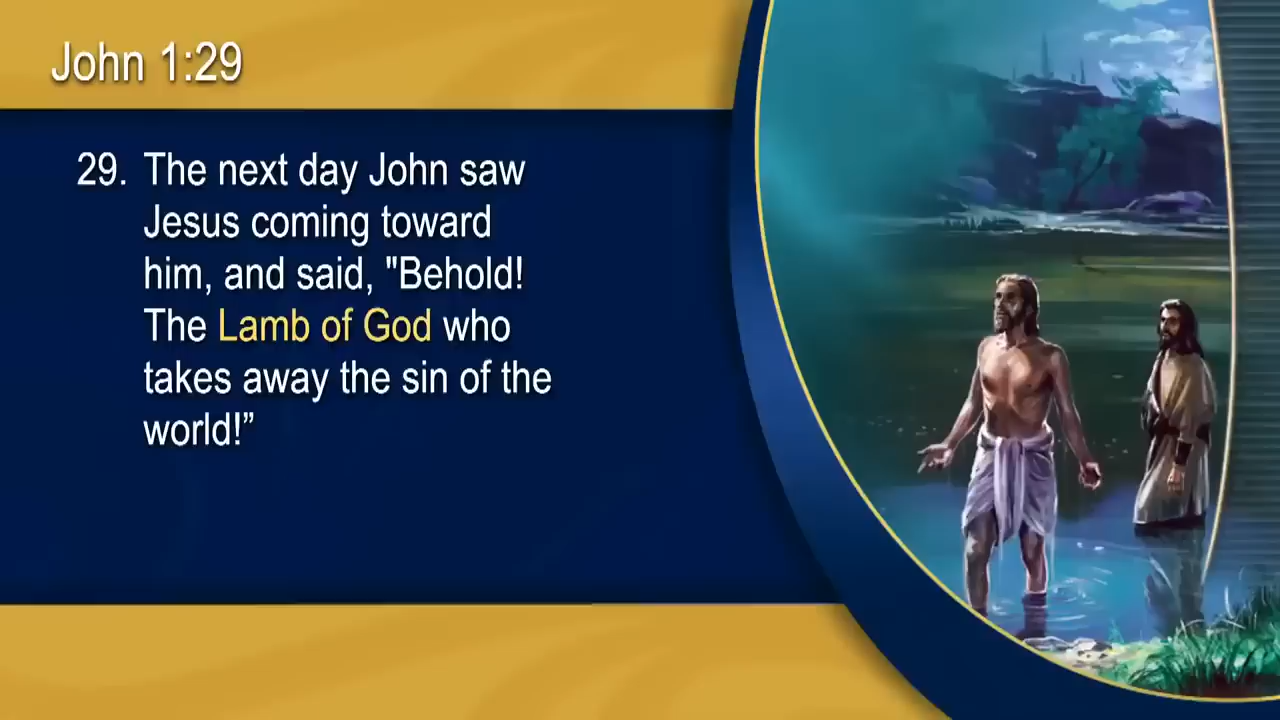 John 1:29
29. The next day John saw
Jesus coming toward
him, and said, "Behold!
The Lamb of God who
takes away the sin of the
world!”